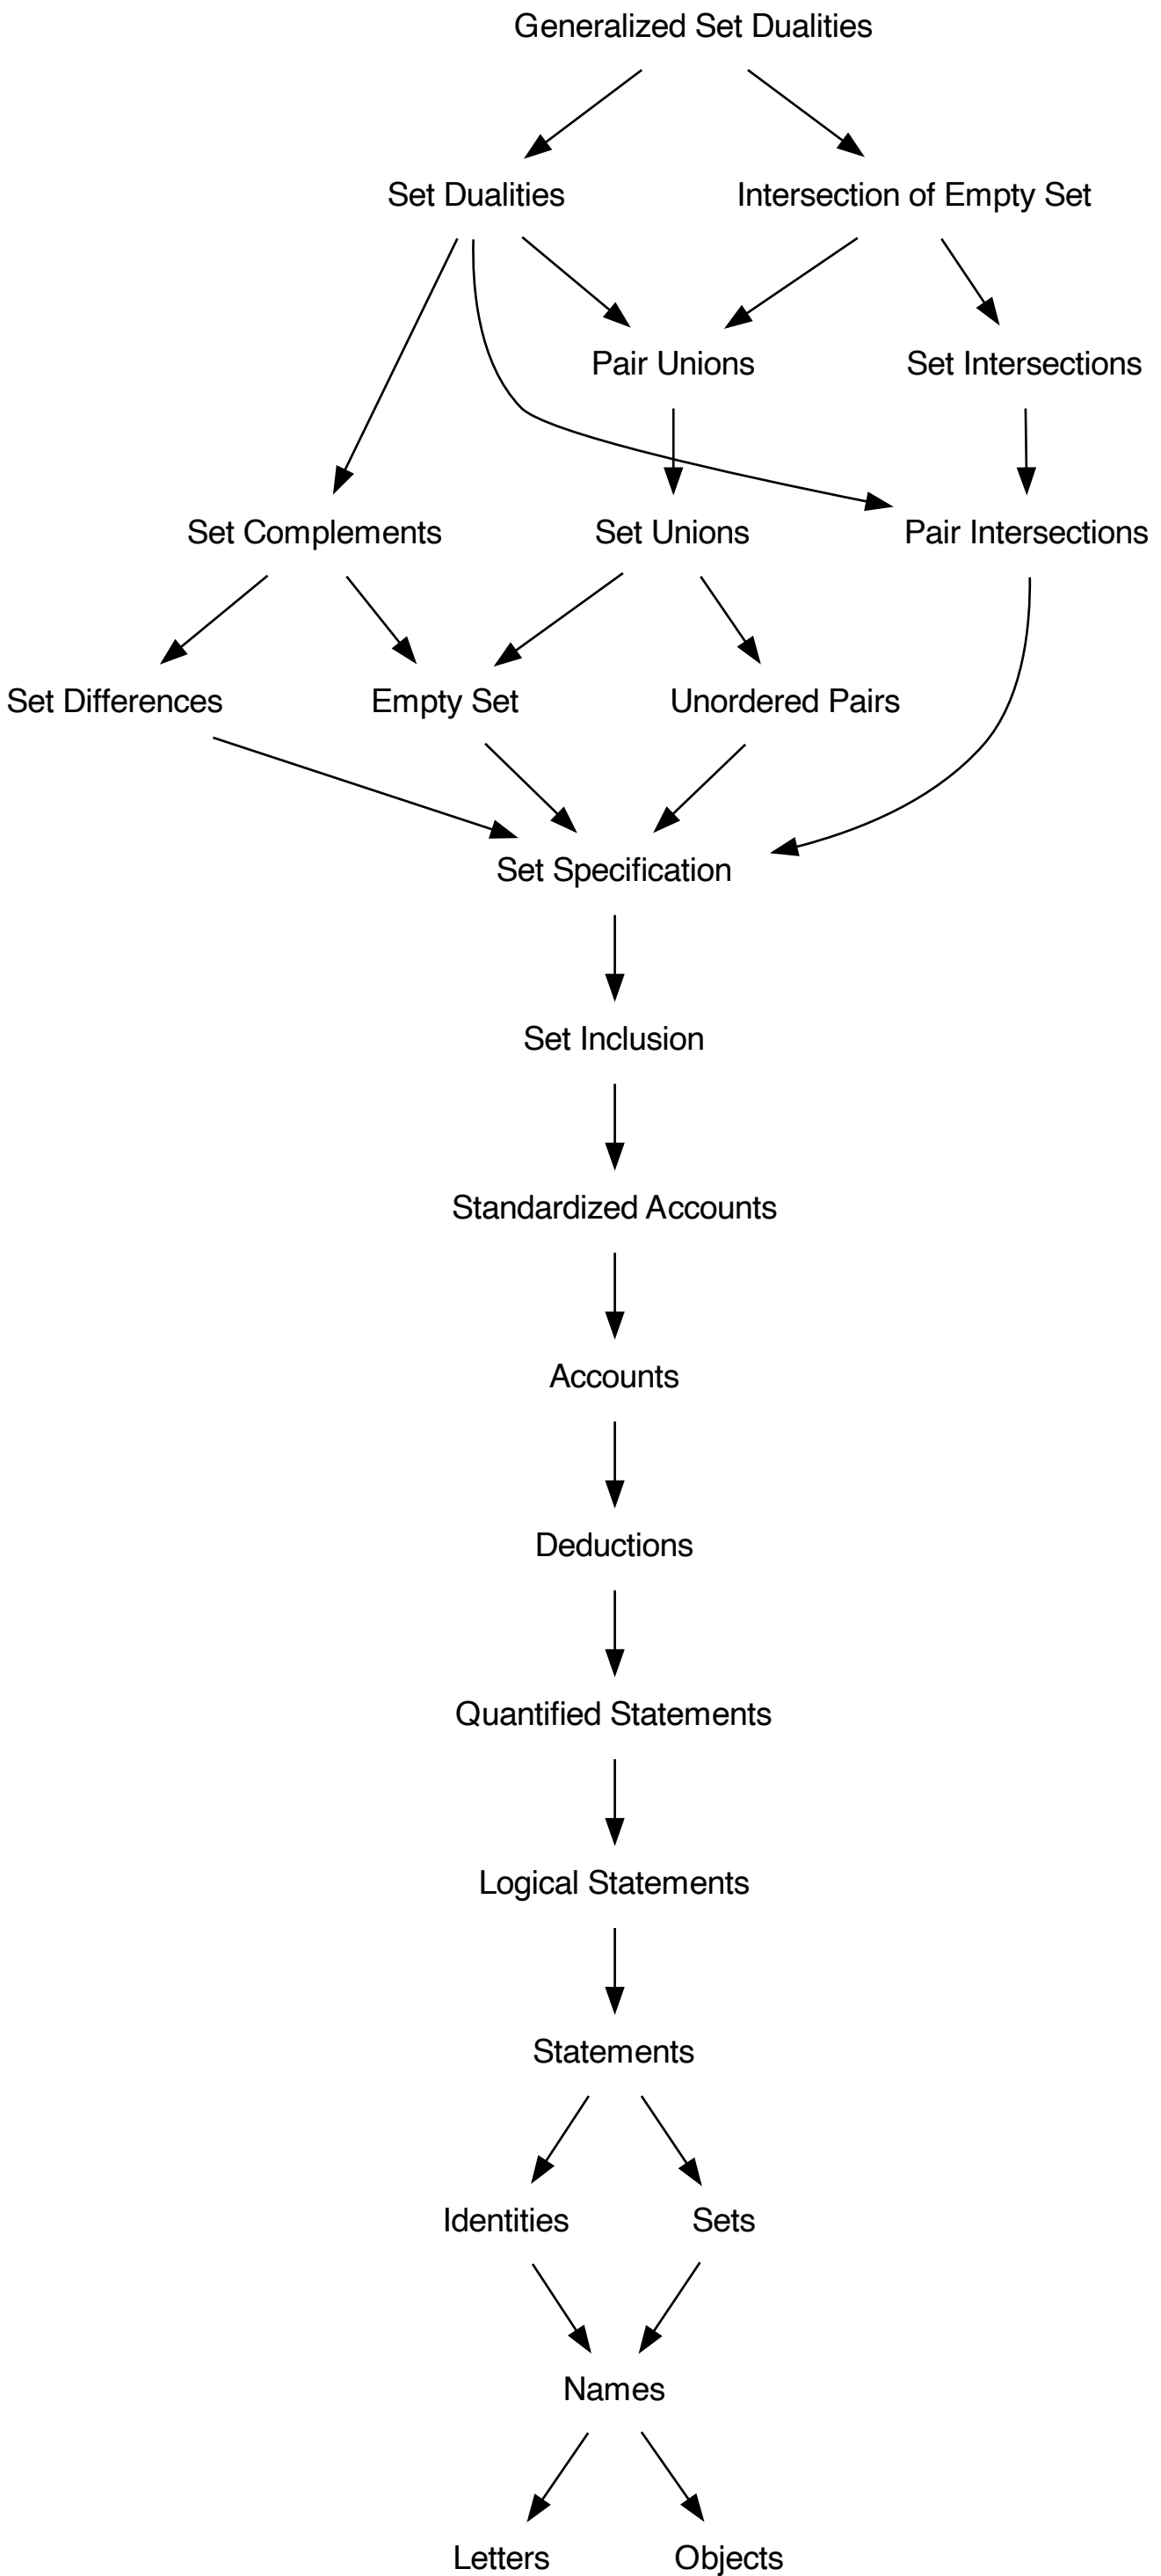 Generalized Set Dualities
Set Dualities
Intersection of Empty Set
Pair Unions
Set Intersections
Set Complements
Set Unions
Pair Intersections
Set Differences
Empty Set
Unordered Pairs
Set Specification
Set Inclusion
Standardized Accounts
Accounts
Deductions
Quantified Statements
Logical Statements
Statements
Identities
Sets
Names
Letters
Objects